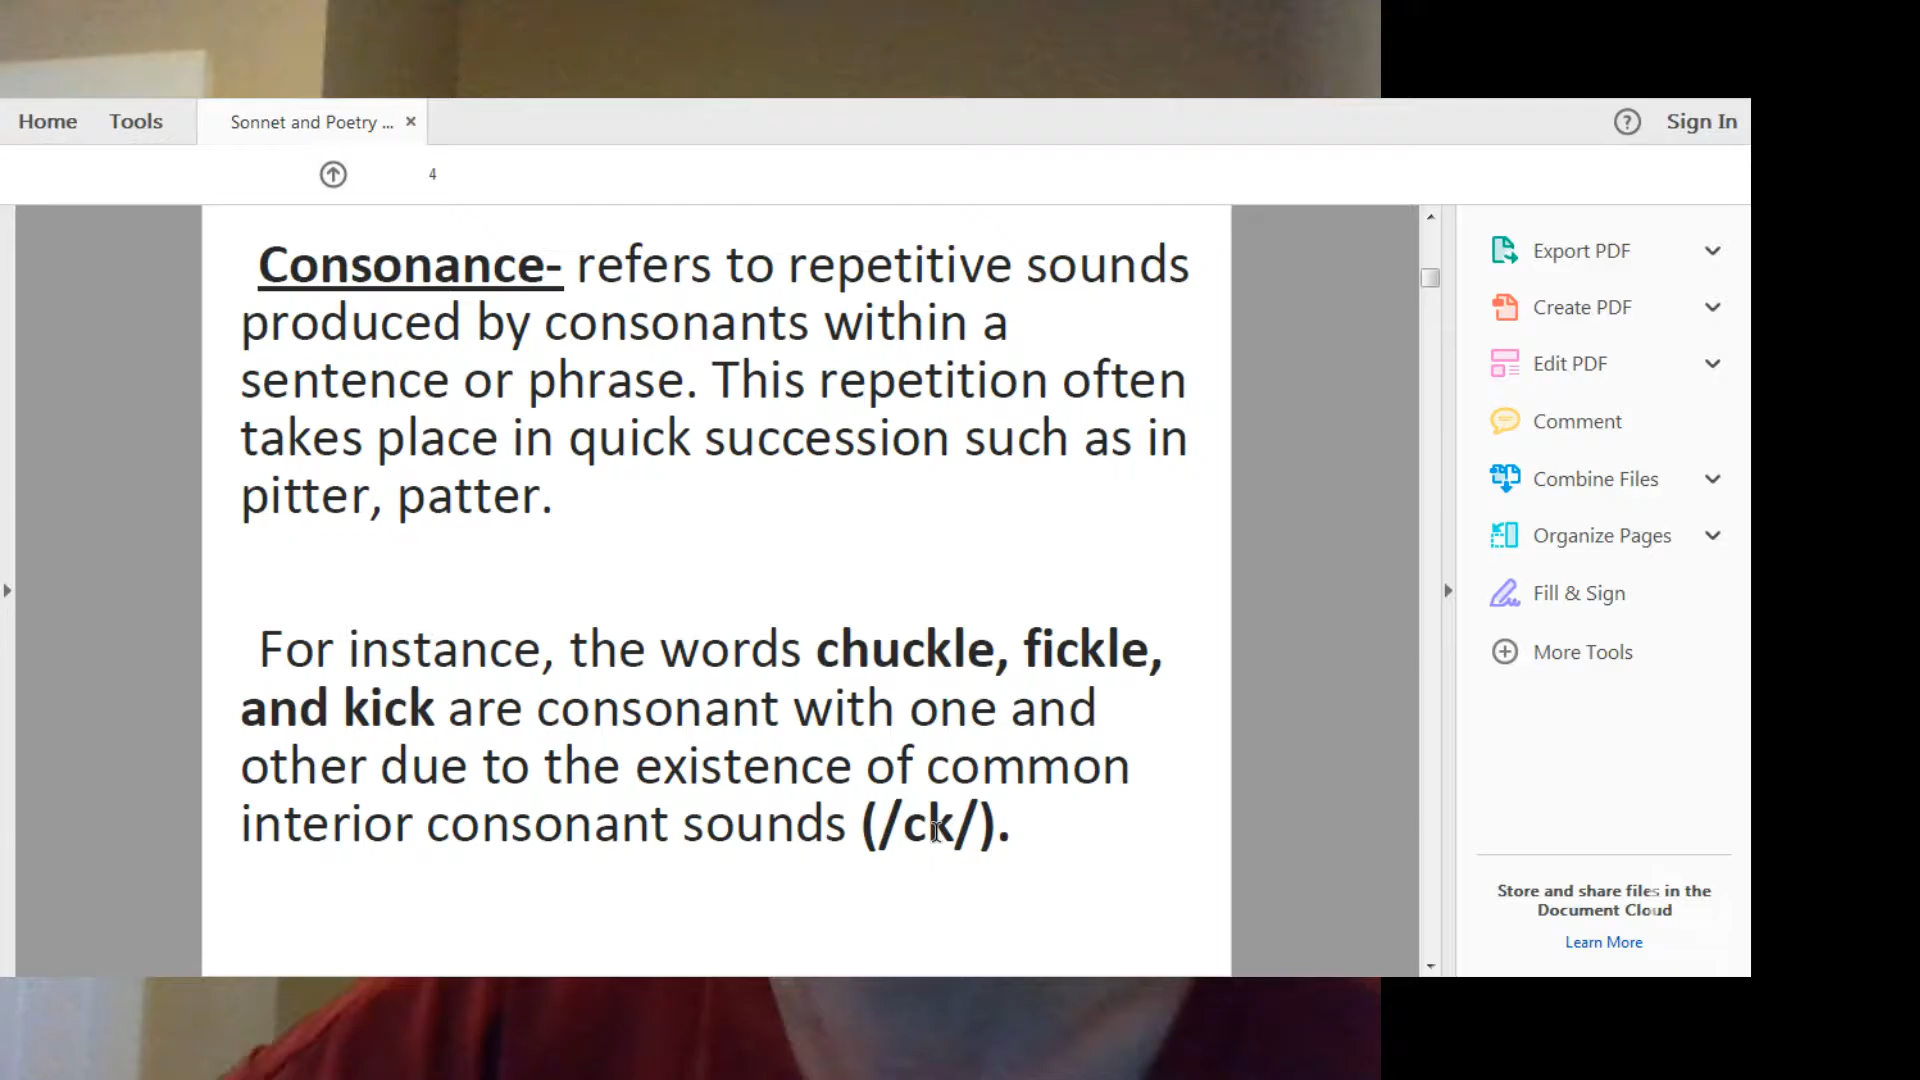 Home Tools Sonnet and Poetry ... × ? Sign In
4
Consonance- refers to repetitive sounds
produced by consonants within a
sentence or phrase. This repetition often
takes place in quick succession such as in
pitter, patter.
For instance, the words chuckle, fickle,
and kick are consonant with one and
other due to the existence of common
interior consonant sounds (/ck/).
Export PDF
Create PDF
Edit PDF
Comment
Combine Files
Organize Pages
Fill & Sign
More Tools
Store and share files in the
Document Cloud
Learn More